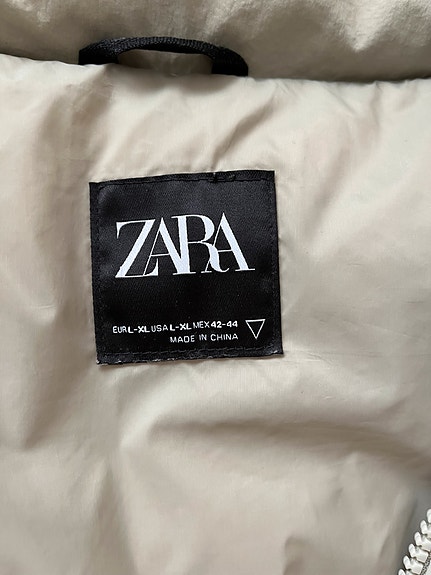 ZARA
EUR L-XL USA L-XL MEX 42-44
MADE IN CHINA